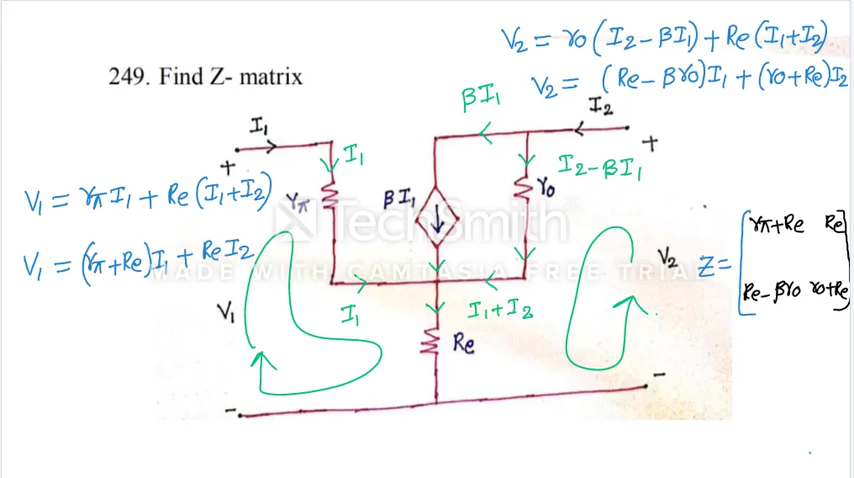 V₂ = ro (I₂ - βI₁) + Re (I₁+I₂)
249. Find Z- matrix
V₂ = (Re - βro) I₁ + (ro + Re) I₂
βI₁
I₁
I₂
+
+
I₁
I₂ - βI₁
V₁ = rπ I₁ + Re (I₁+I₂)
rπ
βI₁
ro
TechSmith
rπ+Re Re
V₁ = (rπ+Re) I₁ + Re I₂
V₂
Z =
MADE WITH CAMTASIA FREE TRIAL
Re - βro ro+Re
V₁
I₁
I₁+I₂
Re
-
-